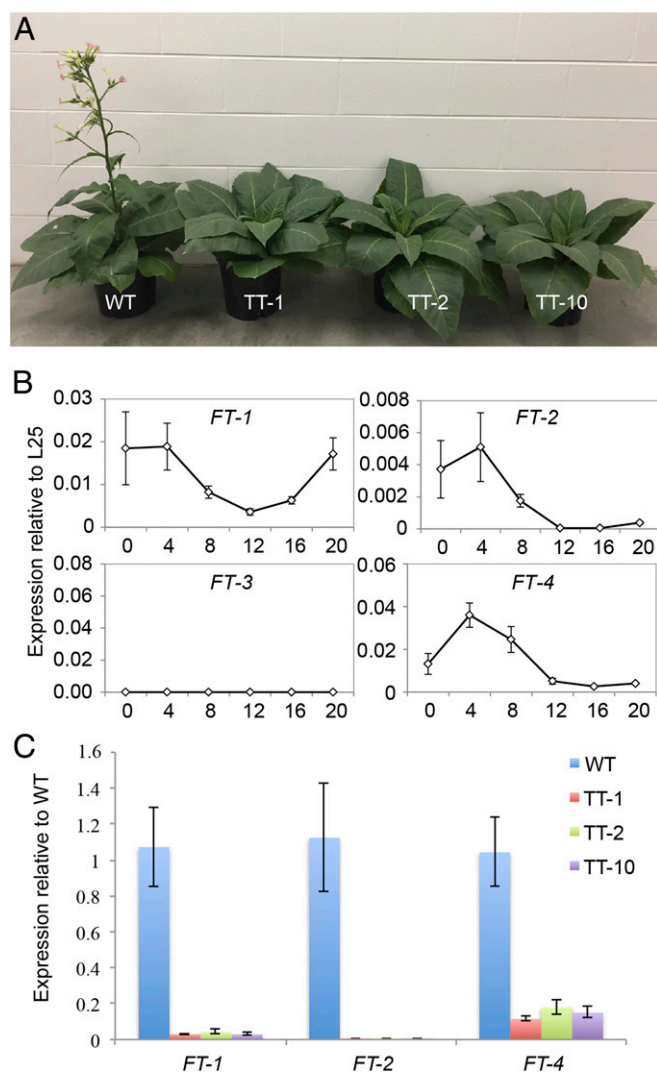 A
WT TT-1 TT-2 TT-10
B
Expression relative to L25
FT-1
0.03
0.02
0.01
0
0 4 8 12 16 20
FT-2
0.008
0.006
0.004
0.002
0
0 4 8 12 16 20
FT-3
0.08
0.06
0.04
0.02
0.00
0 4 8 12 16 20
FT-4
0.06
0.04
0.02
0
0 4 8 12 16 20
C
Expression relative to WT
1.6
1.4
1.2
1
0.8
0.6
0.4
0.2
0
WT
TT-1
TT-2
TT-10
FT-1 FT-2 FT-4